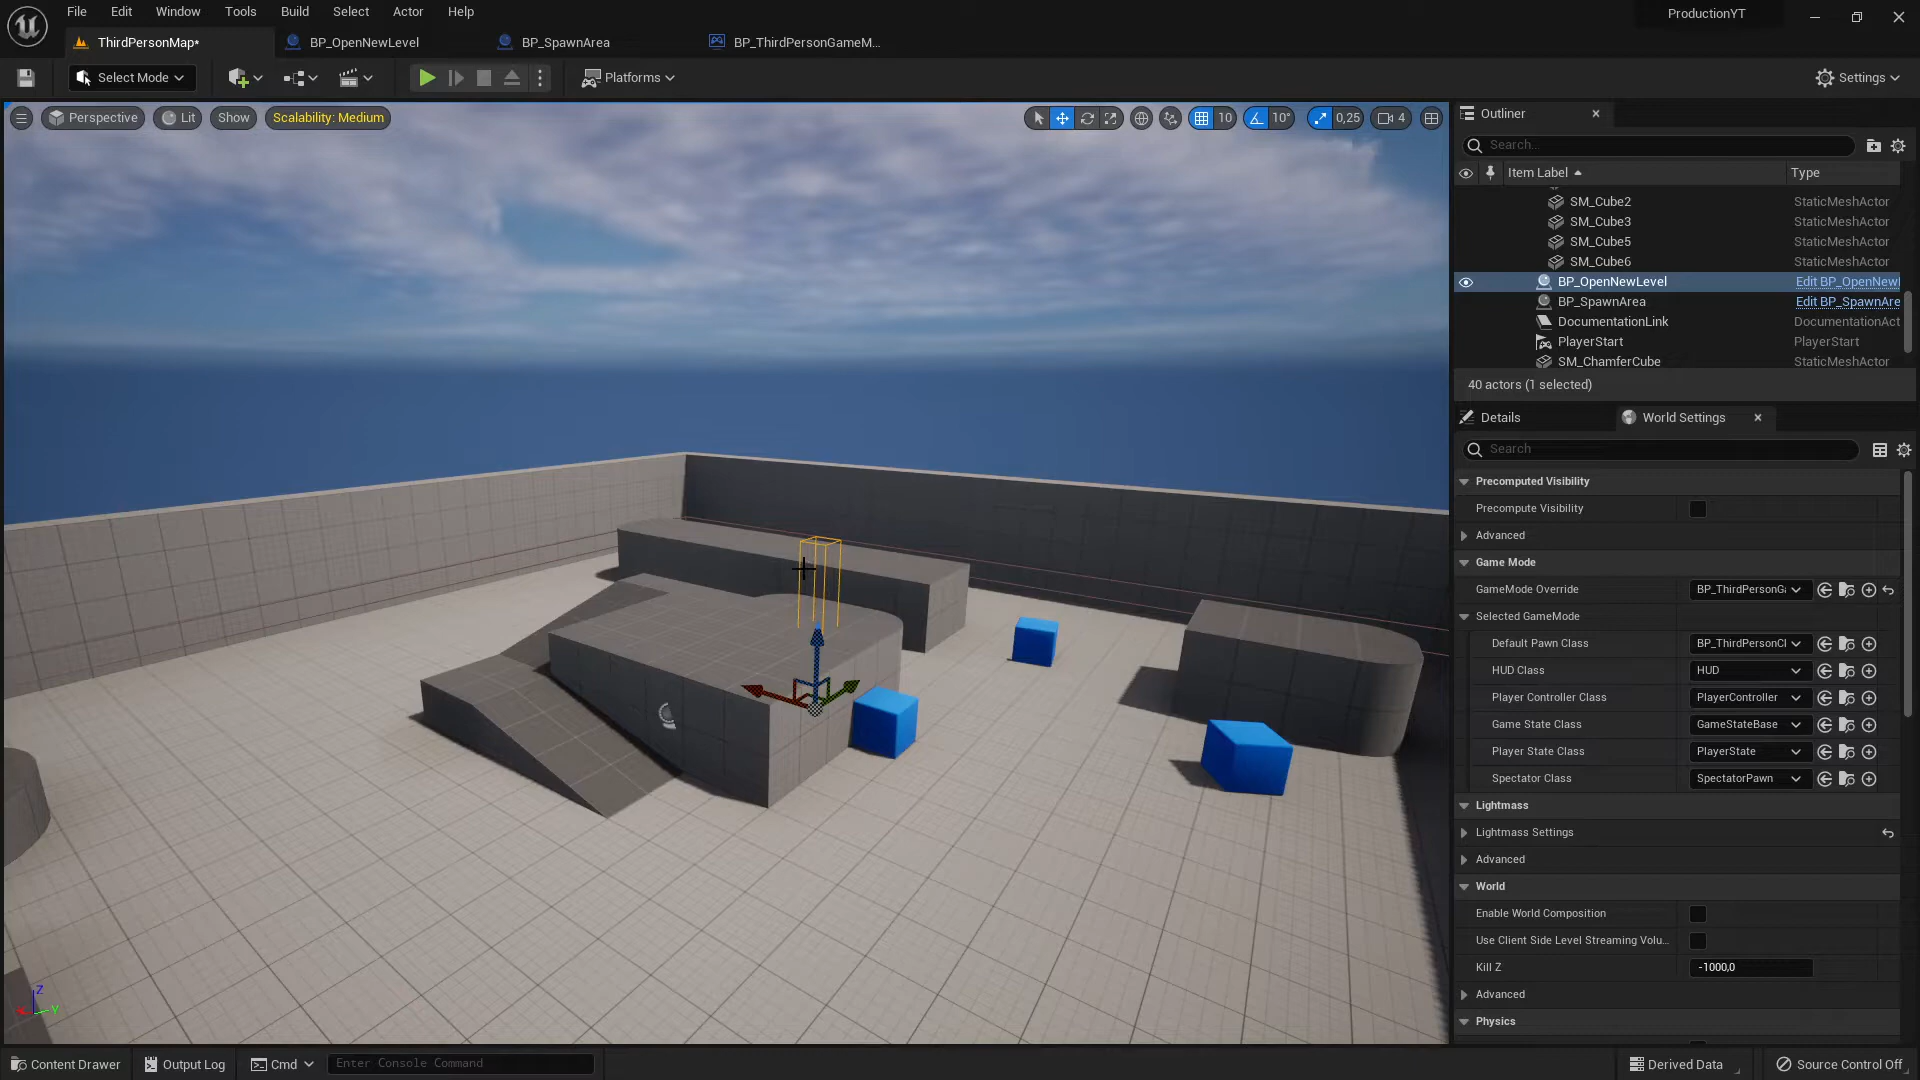 File Edit Window Tools Build Select Actor Help
ProductionYT
ThirdPersonMap*
BP_OpenNewLevel
BP_SpawnArea
BP_ThirdPersonGameM...
Select Mode
Platforms
Settings
Perspective
Lit
Show
Scalability: Medium
10
10°
0,25
4
Outliner
Search...
Item Label
Type
SM_Cube2 StaticMeshActor
SM_Cube3 StaticMeshActor
SM_Cube5 StaticMeshActor
SM_Cube6 StaticMeshActor
BP_OpenNewLevel Edit BP_OpenNewl
BP_SpawnArea Edit BP_SpawnAre
DocumentationLink DocumentationAct
PlayerStart PlayerStart
SM_ChamferCube StaticMeshActor
40 actors (1 selected)
Details
World Settings
Search
Precomputed Visibility
Precompute Visibility
Advanced
Game Mode
GameMode Override BP_ThirdPersonGa
Selected GameMode
Default Pawn Class BP_ThirdPersonCl
HUD Class HUD
Player Controller Class PlayerController
Game State Class GameStateBase
Player State Class PlayerState
Spectator Class SpectatorPawn
Lightmass
Lightmass Settings
Advanced
World
Enable World Composition
Use Client Side Level Streaming Volu...
Kill Z -1000,0
Advanced
Physics
Z
X
Y
Content Drawer
Output Log
Cmd
Enter Console Command
Derived Data
Source Control Off